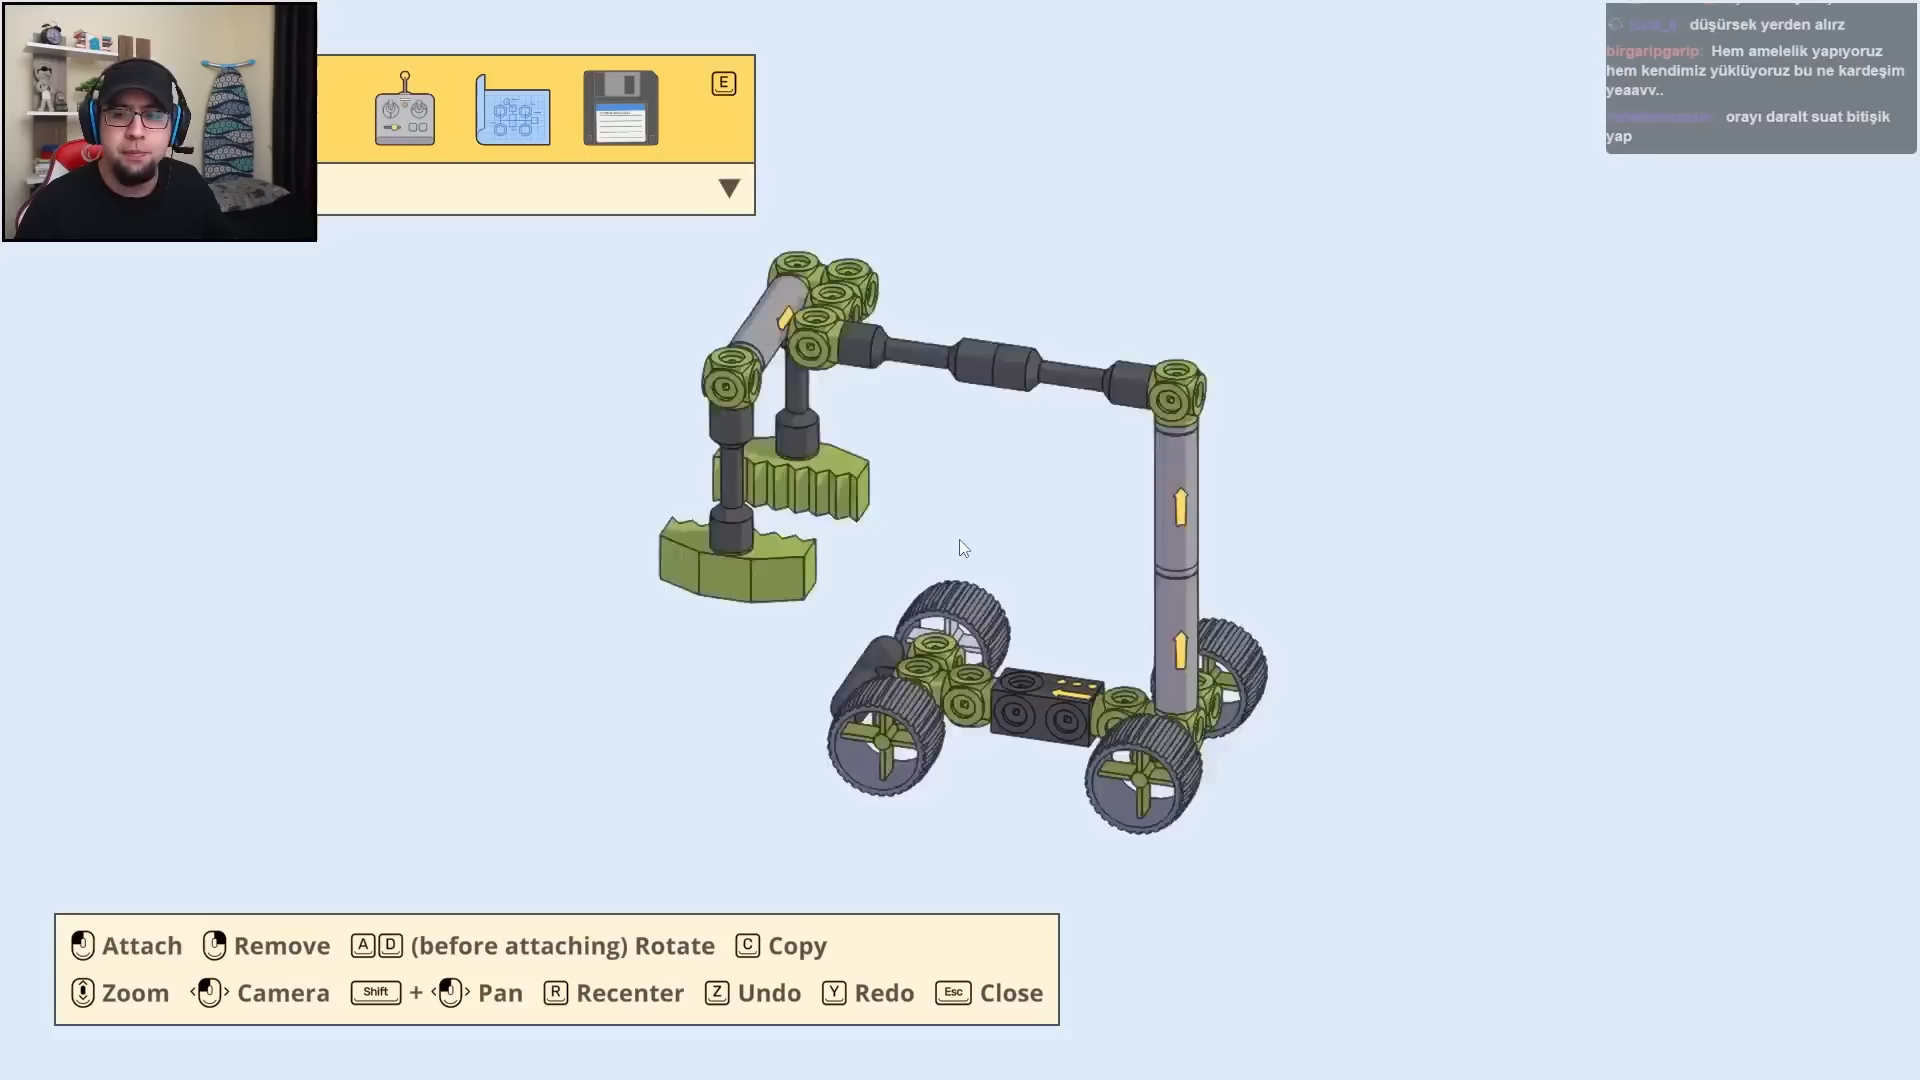 E
düşürsek yerden alırz
birgaripgarip: Hem amelelik yapıyoruz
hem kendimiz yüklüyoruz bu ne kardeşim
yeaavv..
orayı daralt suat bitişik
yap
Attach Remove A D (before attaching) Rotate C Copy
Zoom Camera Shift + Pan R Recenter Z Undo Y Redo Esc Close